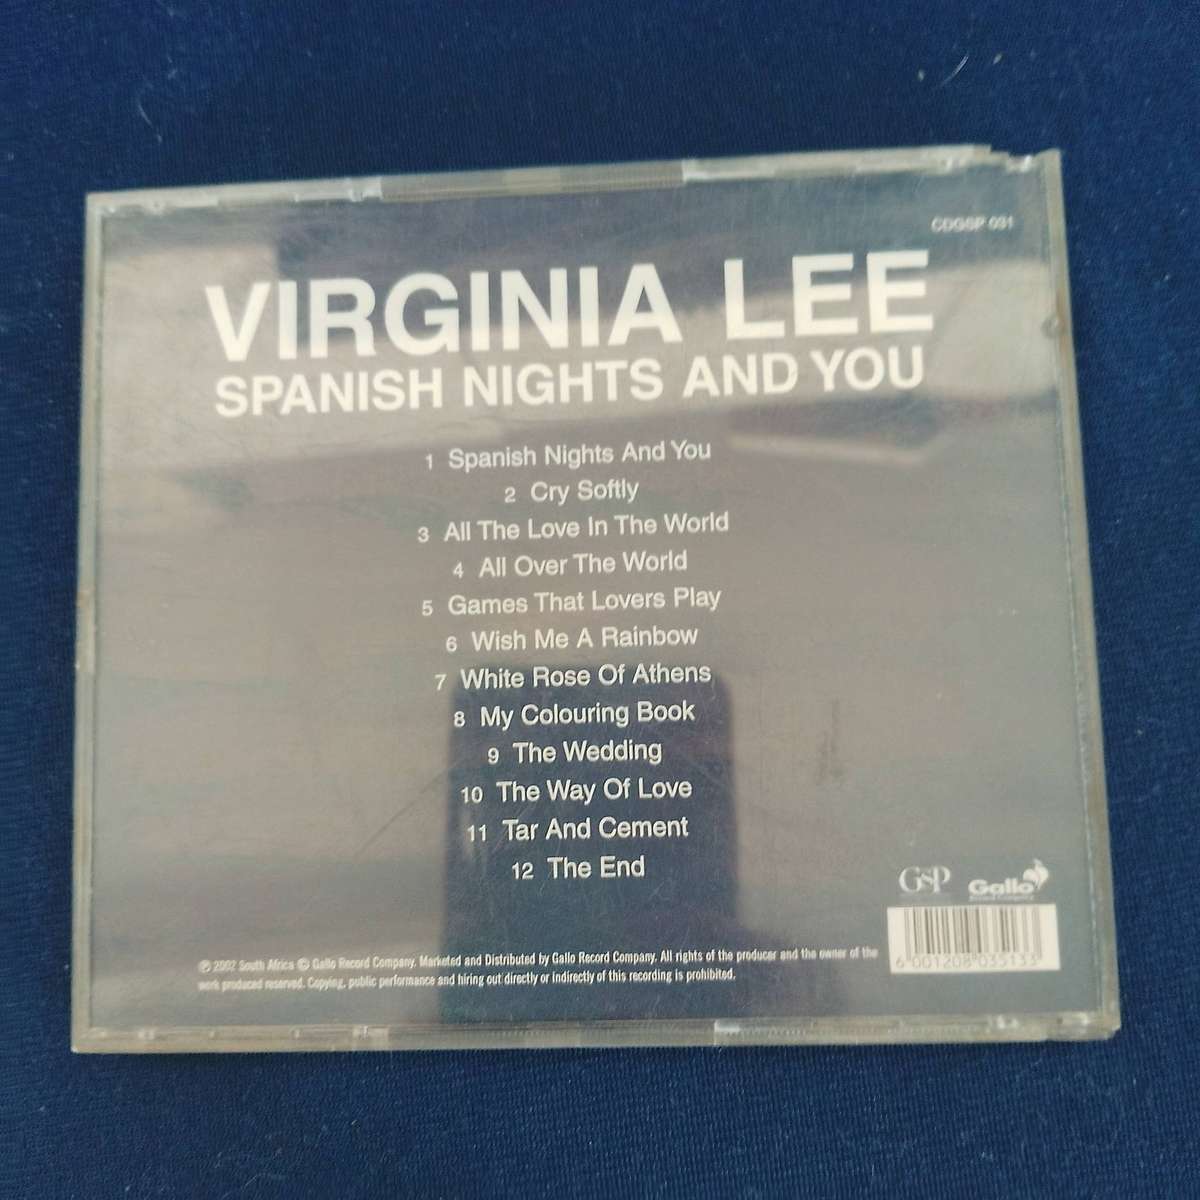 CDGSP 031
VIRGINIA LEE
SPANISH NIGHTS AND YOU
1 Spanish Nights And You
2 Cry Softly
3 All The Love In The World
4 All Over The World
5 Games That Lovers Play
6 Wish Me A Rainbow
7 White Rose Of Athens
8 My Colouring Book
9 The Wedding
10 The Way Of Love
11 Tar And Cement
12 The End
GSP Gallo
Record Company
℗ 2002 South Africa © Gallo Record Company. Marketed and Distributed by Gallo Record Company. All rights of the producer and the owner of the
work produced reserved. Copying, public performance and hiring out directly or indirectly of this recording is prohibited.